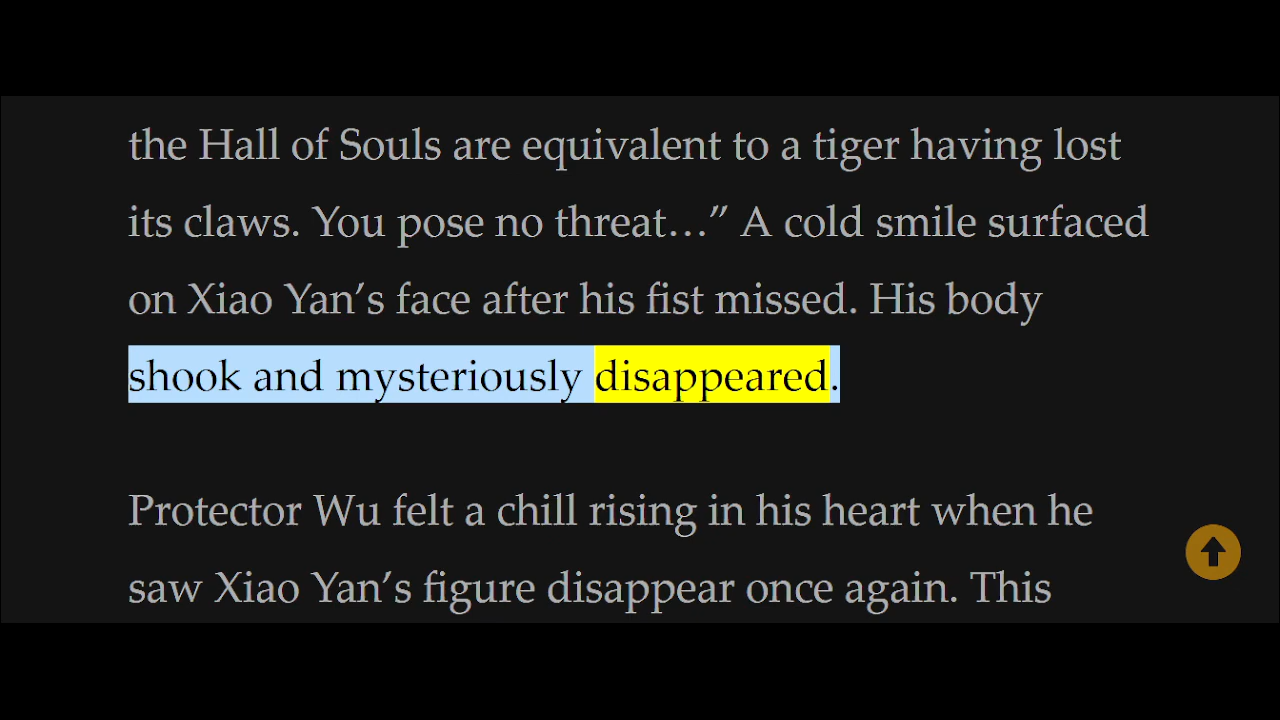 the Hall of Souls are equivalent to a tiger having lost
its claws. You pose no threat…” A cold smile surfaced
on Xiao Yan’s face after his fist missed. His body
shook and mysteriously disappeared.
Protector Wu felt a chill rising in his heart when he
saw Xiao Yan’s figure disappear once again. This